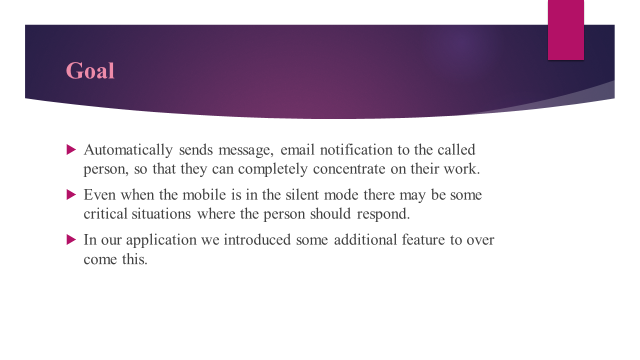 Goal
Automatically sends message, email notification to the called
person, so that they can completely concentrate on their work.
Even when the mobile is in the silent mode there may be some
critical situations where the person should respond.
In our application we introduced some additional feature to over
come this.